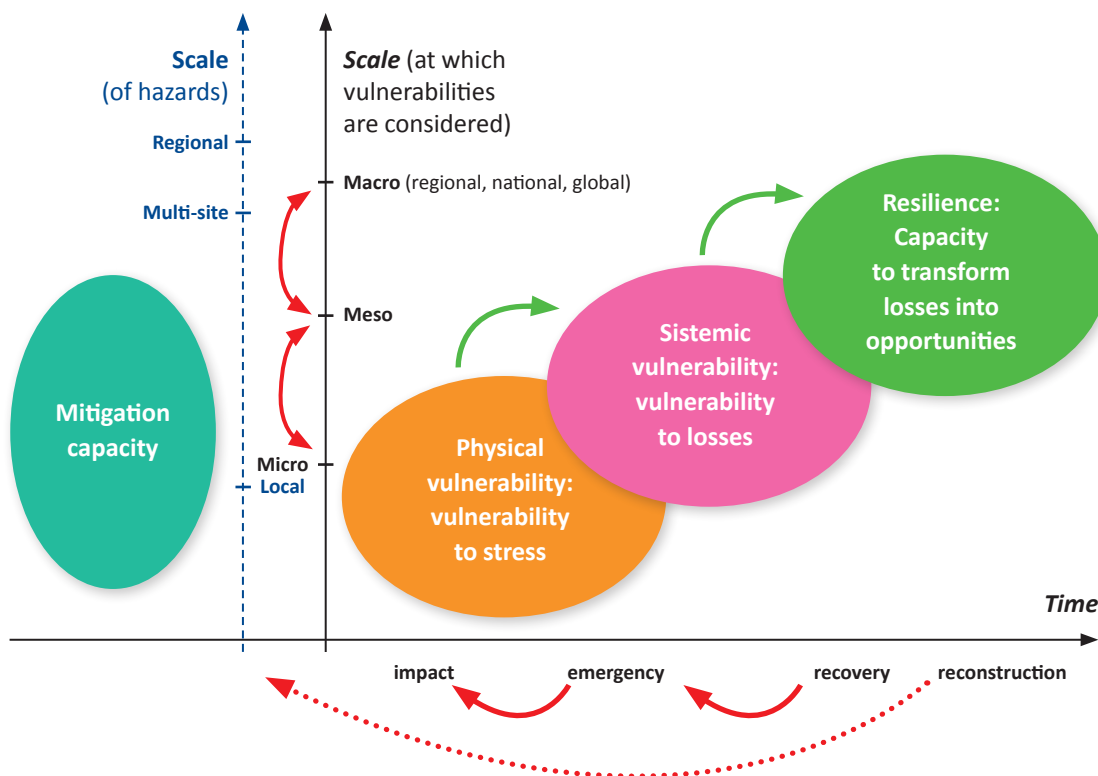 Scale
(of hazards)
Regional
Multi-site
Local
Scale (at which
vulnerabilities
are considered)
Macro (regional, national, global)
Meso
Micro
Mitigation
capacity
Physical
vulnerability:
vulnerability
to stress
Sistemic
vulnerability:
vulnerability
to losses
Resilience:
Capacity
to transform
losses into
opportunities
Time
impact
emergency
recovery
reconstruction